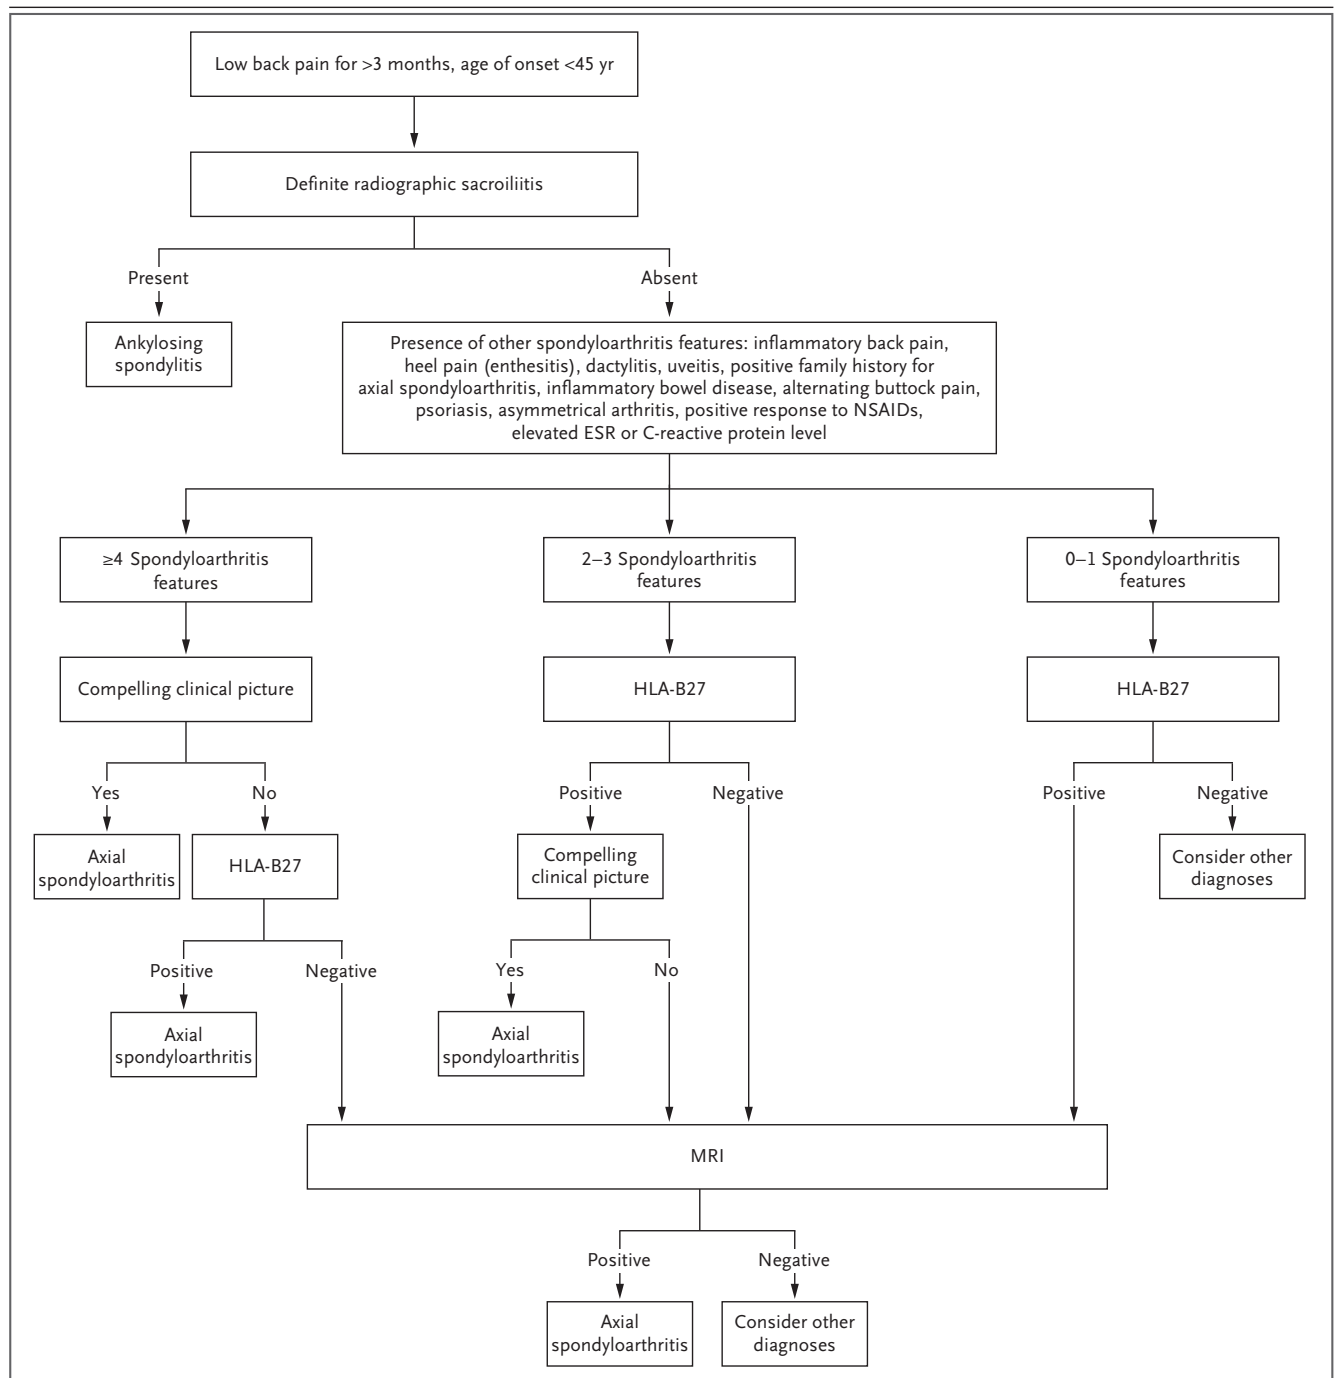 Low back pain for >3 months, age of onset <45 yr
Definite radiographic sacroiliitis
Present
Absent
Ankylosing
spondylitis
Presence of other spondyloarthritis features: inflammatory back pain,
heel pain (enthesitis), dactylitis, uveitis, positive family history for
axial spondyloarthritis, inflammatory bowel disease, alternating buttock pain,
psoriasis, asymmetrical arthritis, positive response to NSAIDs,
elevated ESR or C-reactive protein level
≥4 Spondyloarthritis
features
2–3 Spondyloarthritis
features
0–1 Spondyloarthritis
features
Compelling clinical picture
HLA-B27
HLA-B27
Yes
No
Positive
Negative
Positive
Negative
Axial
spondyloarthritis
HLA-B27
Compelling
clinical picture
Consider other
diagnoses
Positive
Negative
Yes
No
Axial
spondyloarthritis
Axial
spondyloarthritis
MRI
Positive
Negative
Axial
spondyloarthritis
Consider other
diagnoses